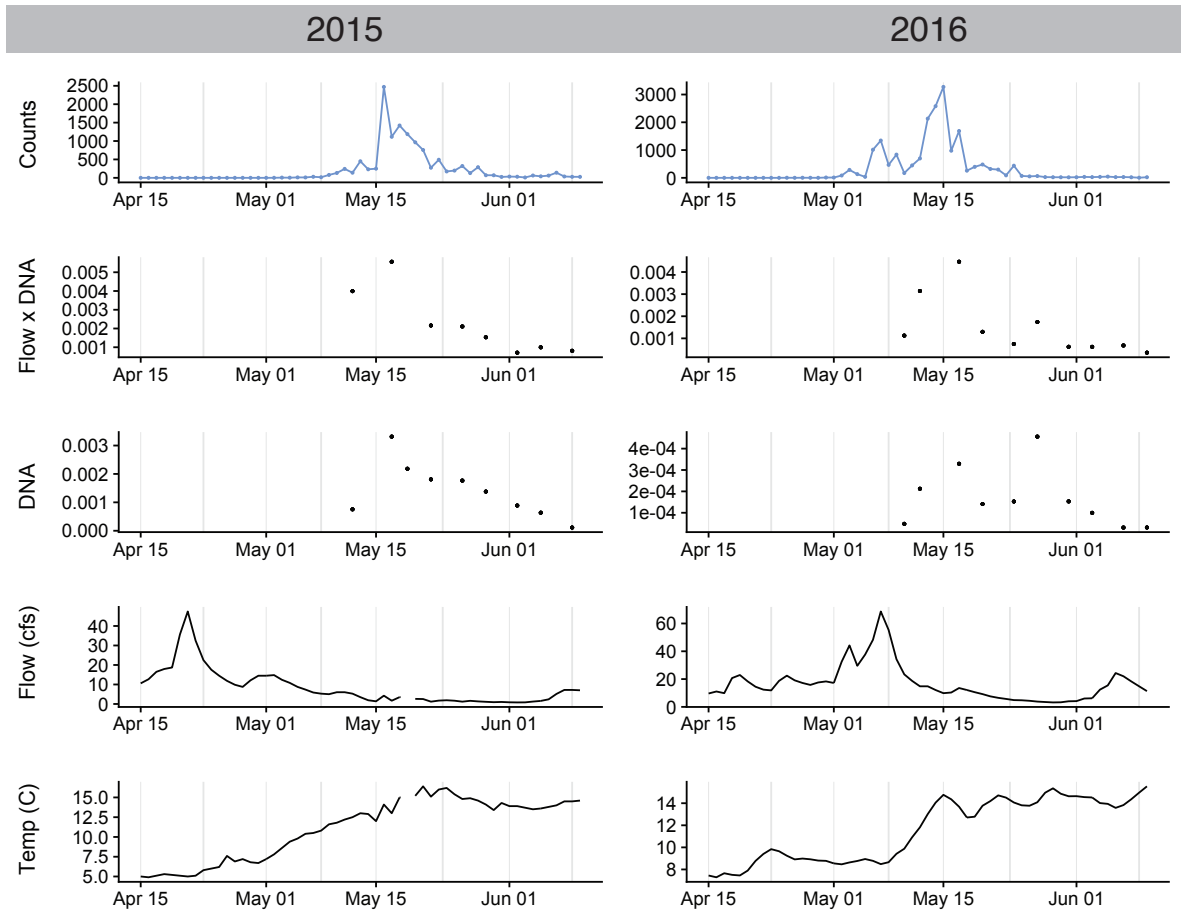 2015 2016
Counts
2500
2000
1500
1000
500
0
Apr 15 May 01 May 15 Jun 01
3000
2000
1000
0
Apr 15 May 01 May 15 Jun 01
Flow x DNA
0.005
0.004
0.003
0.002
0.001
Apr 15 May 01 May 15 Jun 01
0.004
0.003
0.002
0.001
Apr 15 May 01 May 15 Jun 01
DNA
0.003
0.002
0.001
0.000
Apr 15 May 01 May 15 Jun 01
4e-04
3e-04
2e-04
1e-04
Apr 15 May 01 May 15 Jun 01
Flow (cfs)
40
30
20
10
0
Apr 15 May 01 May 15 Jun 01
60
40
20
0
Apr 15 May 01 May 15 Jun 01
Temp (C)
15.0
12.5
10.0
7.5
5.0
Apr 15 May 01 May 15 Jun 01
14
12
10
8
Apr 15 May 01 May 15 Jun 01